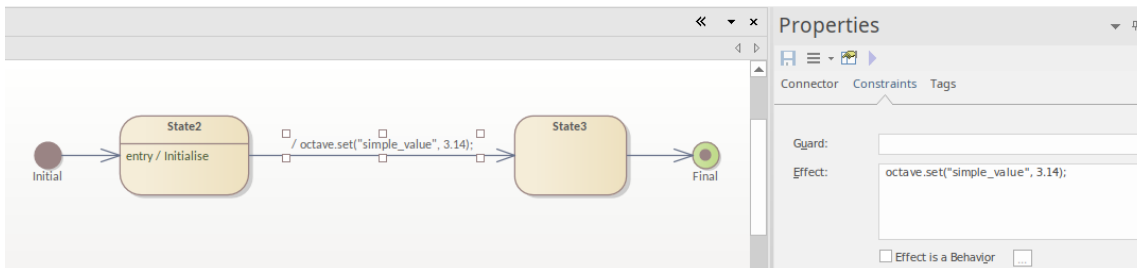 Properties
Connector Constraints Tags
State2
entry / Initialise
/ octave.set("simple_value", 3.14);
State3
Initial
Final
Guard:
Effect:
octave.set("simple_value", 3.14);
Effect is a Behavior
...